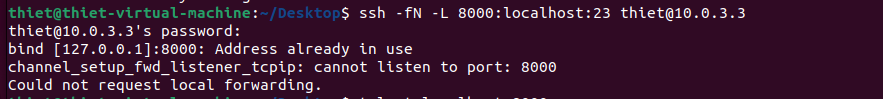 thiet@thiet-virtual-machine:~/Desktop$ ssh -fN -L 8000:localhost:23 thiet@10.0.3.3
thiet@10.0.3.3's password:
bind [127.0.0.1]:8000: Address already in use
channel_setup_fwd_listener_tcpip: cannot listen to port: 8000
Could not request local forwarding.